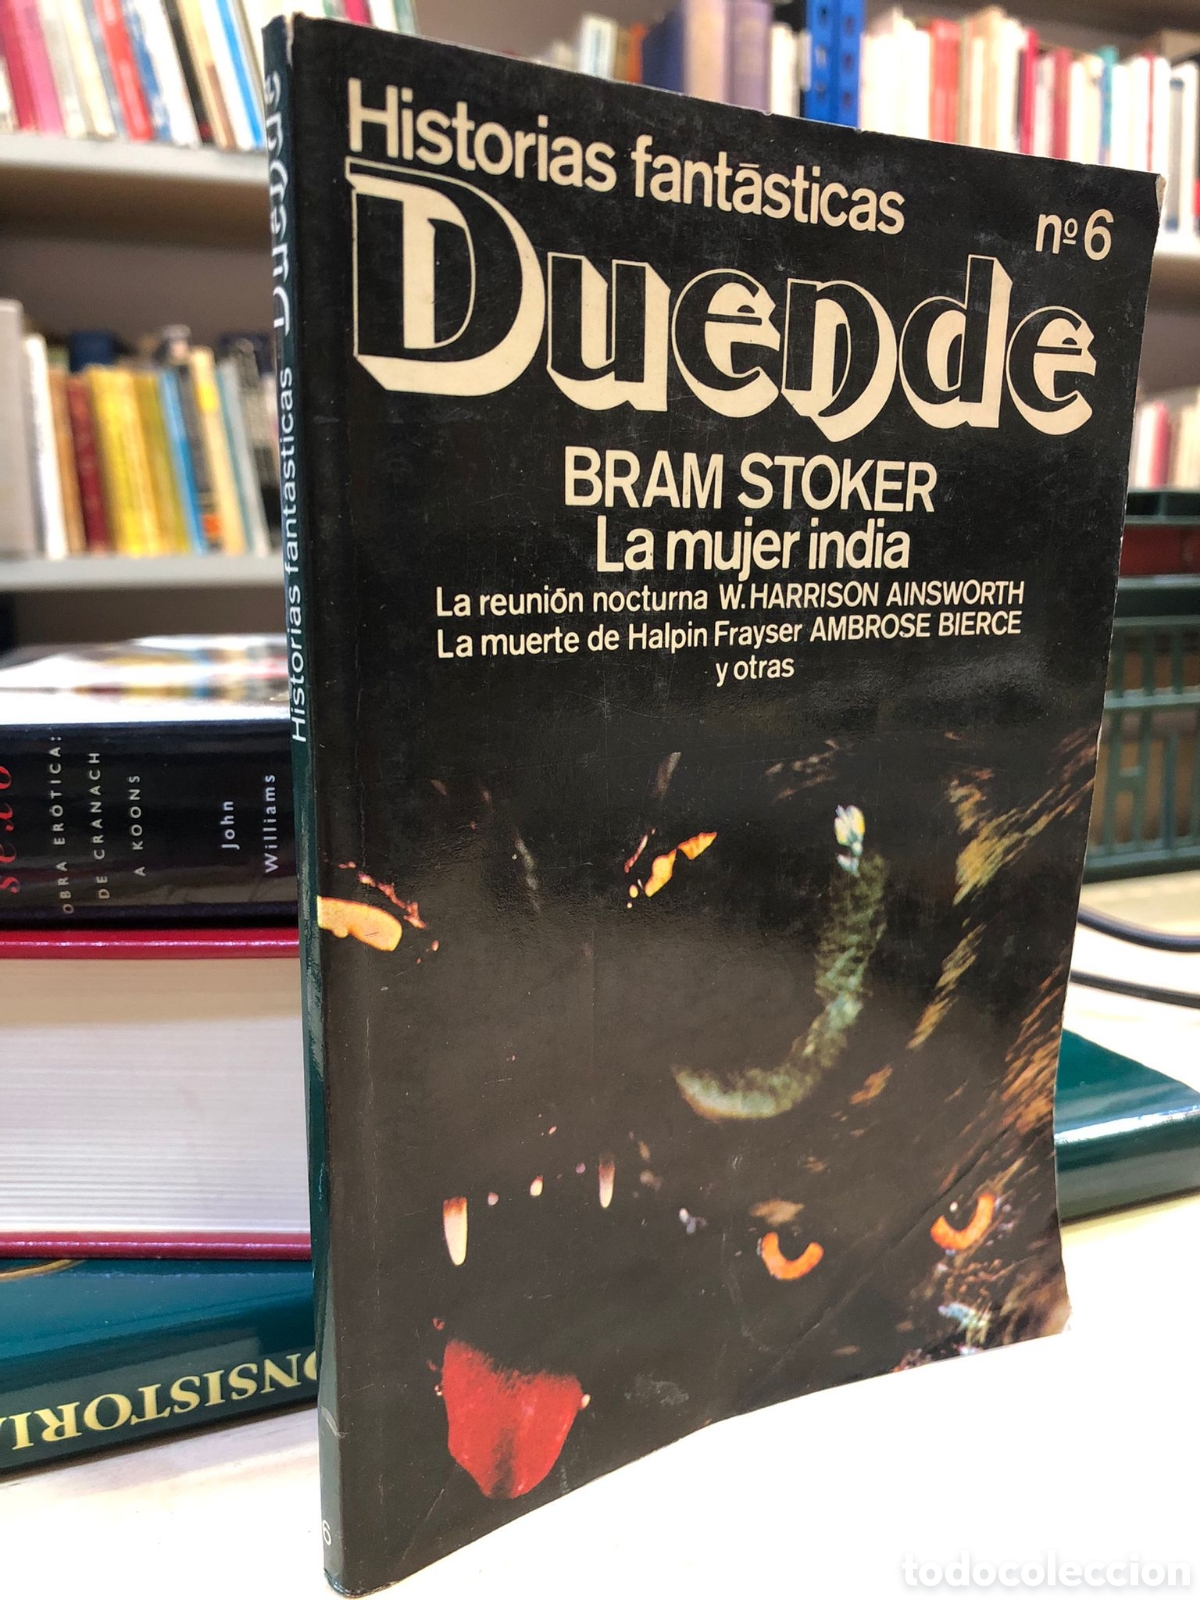 Historias fantásticas
nº6
Duende
BRAM STOKER
La mujer india
La reunión nocturna W. HARRISON AINSWORTH
La muerte de Halpin Frayser AMBROSE BIERCE
y otras
Historias fantásticas Duende
6
OBRA ERÓTICA:
DE CRANACH
A KOONS
John
Williams
todocoleccion